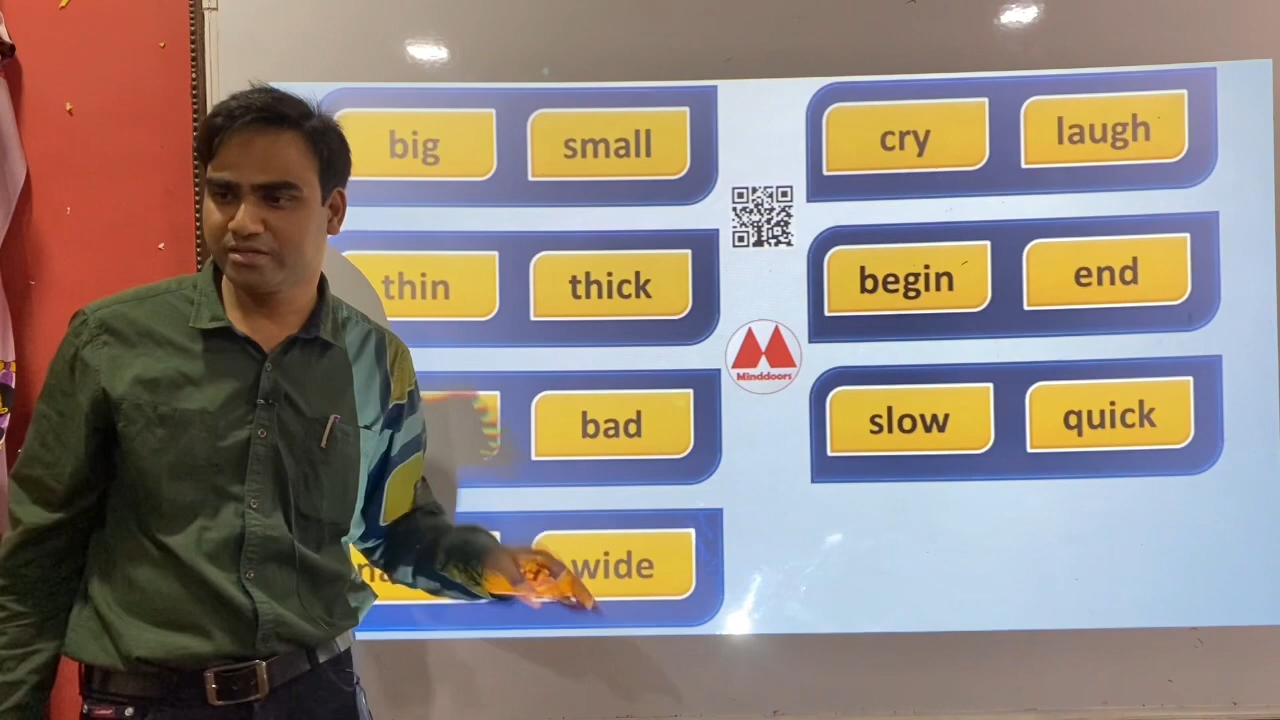 big small
thin thick
bad
wide
cry laugh
begin end
slow quick
Minddoors